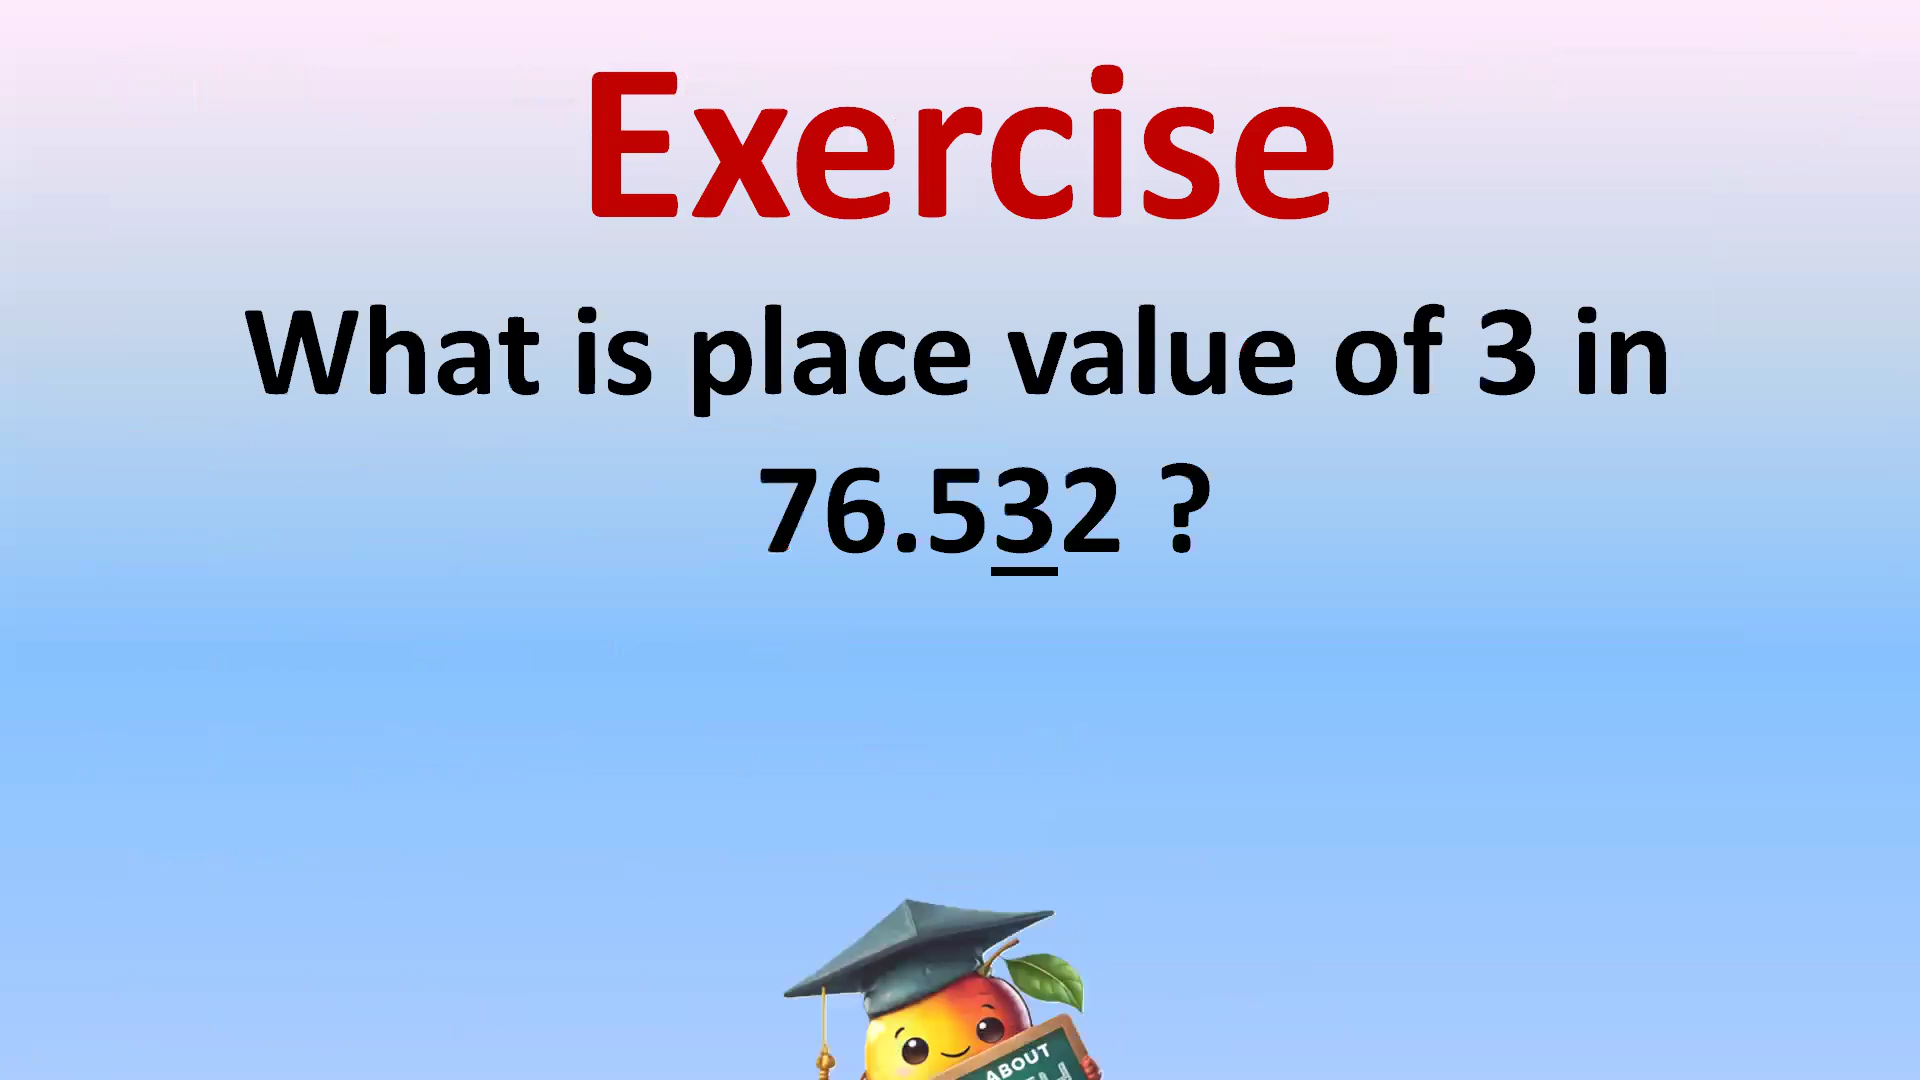 Exercise
What is place value of 3 in
76.532 ?
ABOUT